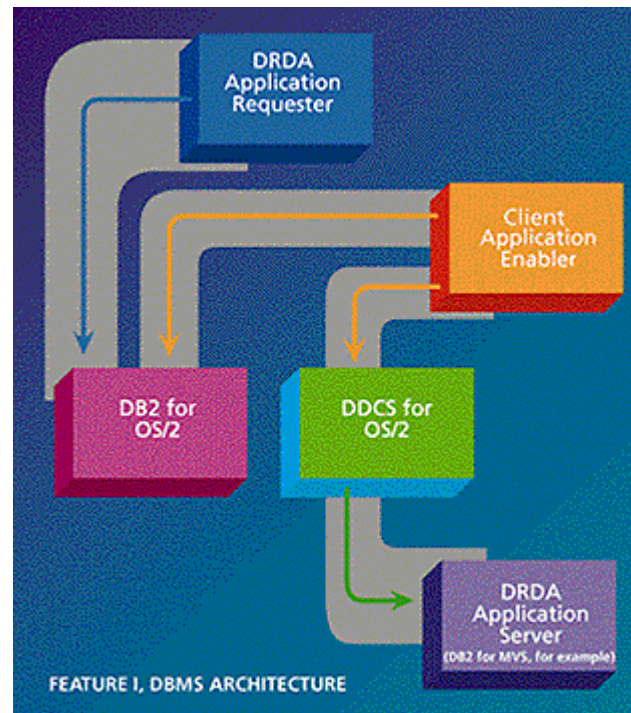 DRDA
Application
Requester
Client
Application
Enabler
DB2 for
OS/2
DDCS for
OS/2
DRDA
Application
Server
(DB2 for MVS, for example)
FEATURE I, DBMS ARCHITECTURE